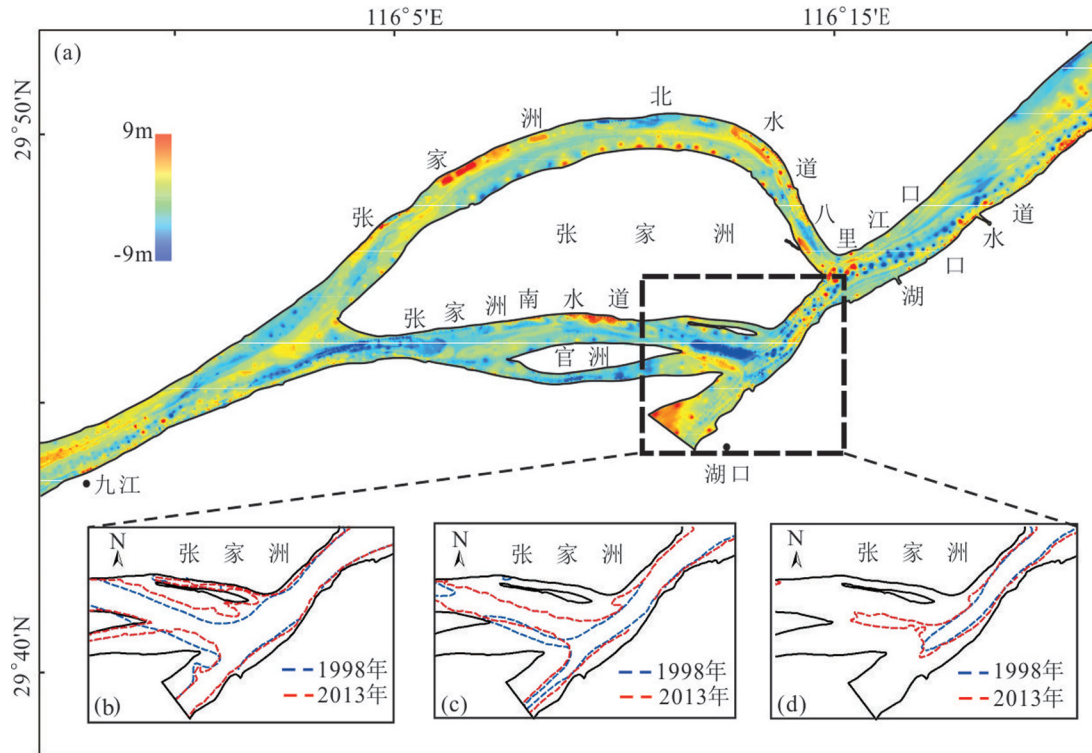 116°5′E
116°15′E
(a)
29°50′N
29°40′N
9m
-9m
张家洲北水道
张家洲
八里江口
湖口水道
张家洲南水道
官洲
九江
湖口
N
张家洲
1998年
2013年
(b)
N
张家洲
1998年
2013年
(c)
N
张家洲
1998年
2013年
(d)